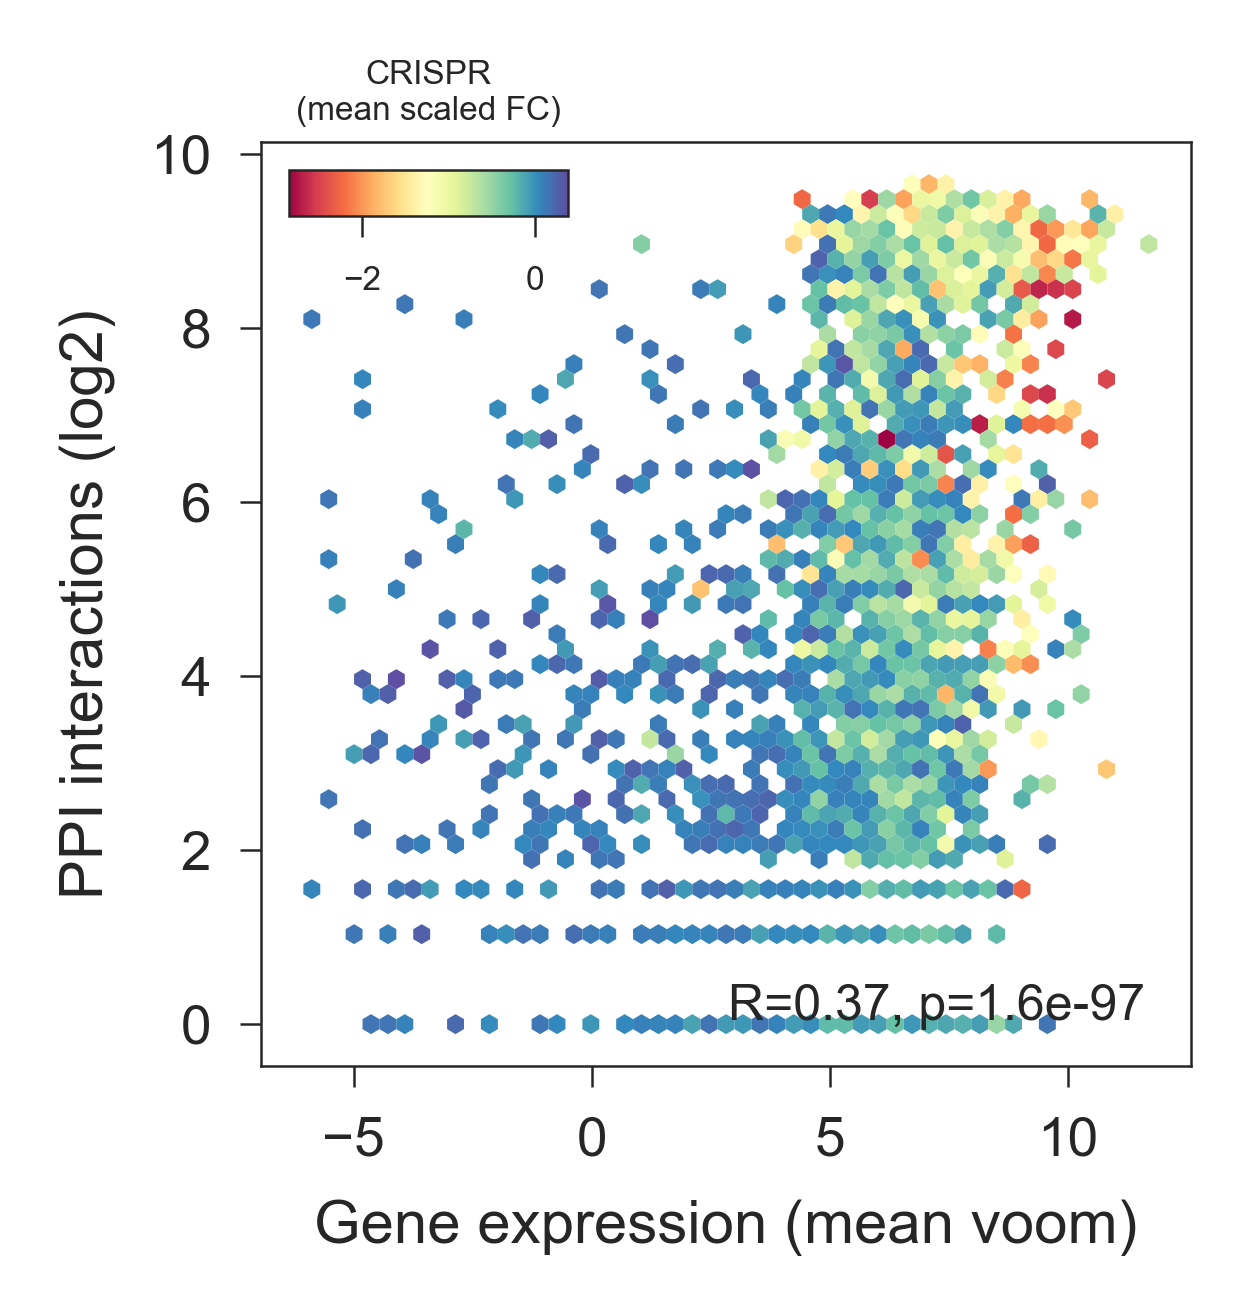 CRISPR
(mean scaled FC)
−2 0
10
8
6
4
2
0
PPI interactions (log2)
R=0.37, p=1.6e-97
−5 0 5 10
Gene expression (mean voom)